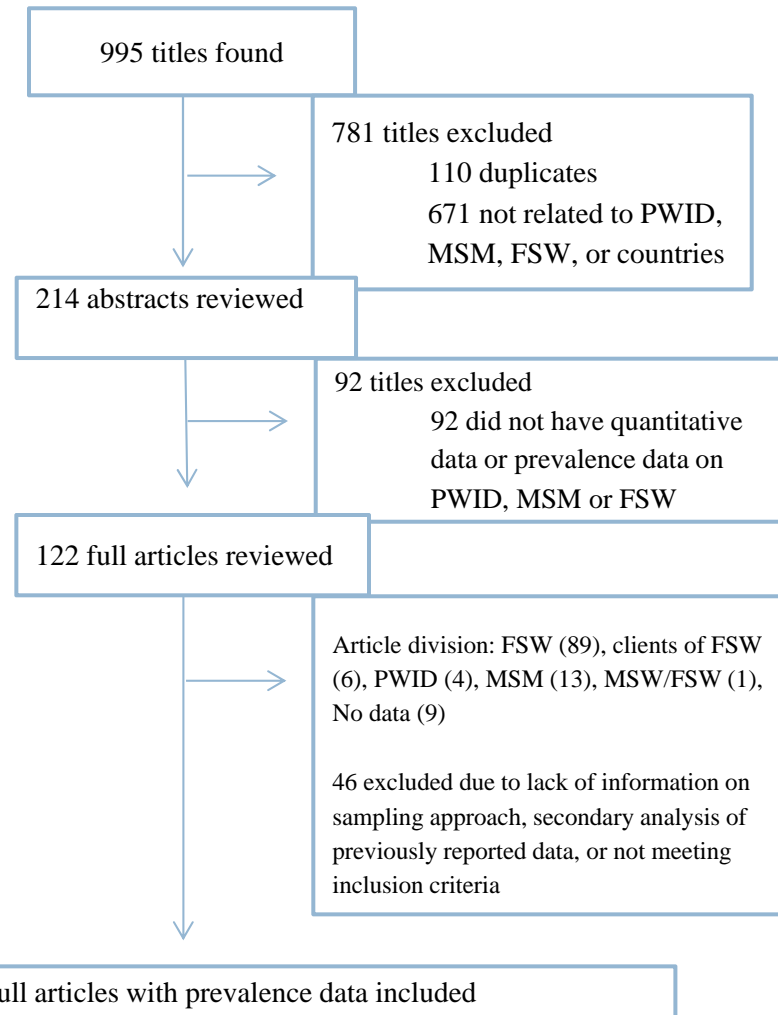 995 titles found
781 titles excluded
110 duplicates
671 not related to PWID,
MSM, FSW, or countries
214 abstracts reviewed
92 titles excluded
92 did not have quantitative
data or prevalence data on
PWID, MSM or FSW
122 full articles reviewed
Article division: FSW (89), clients of FSW
(6), PWID (4), MSM (13), MSW/FSW (1),
No data (9)
46 excluded due to lack of information on
sampling approach, secondary analysis of
previously reported data, or not meeting
inclusion criteria
articles with prevalence data included